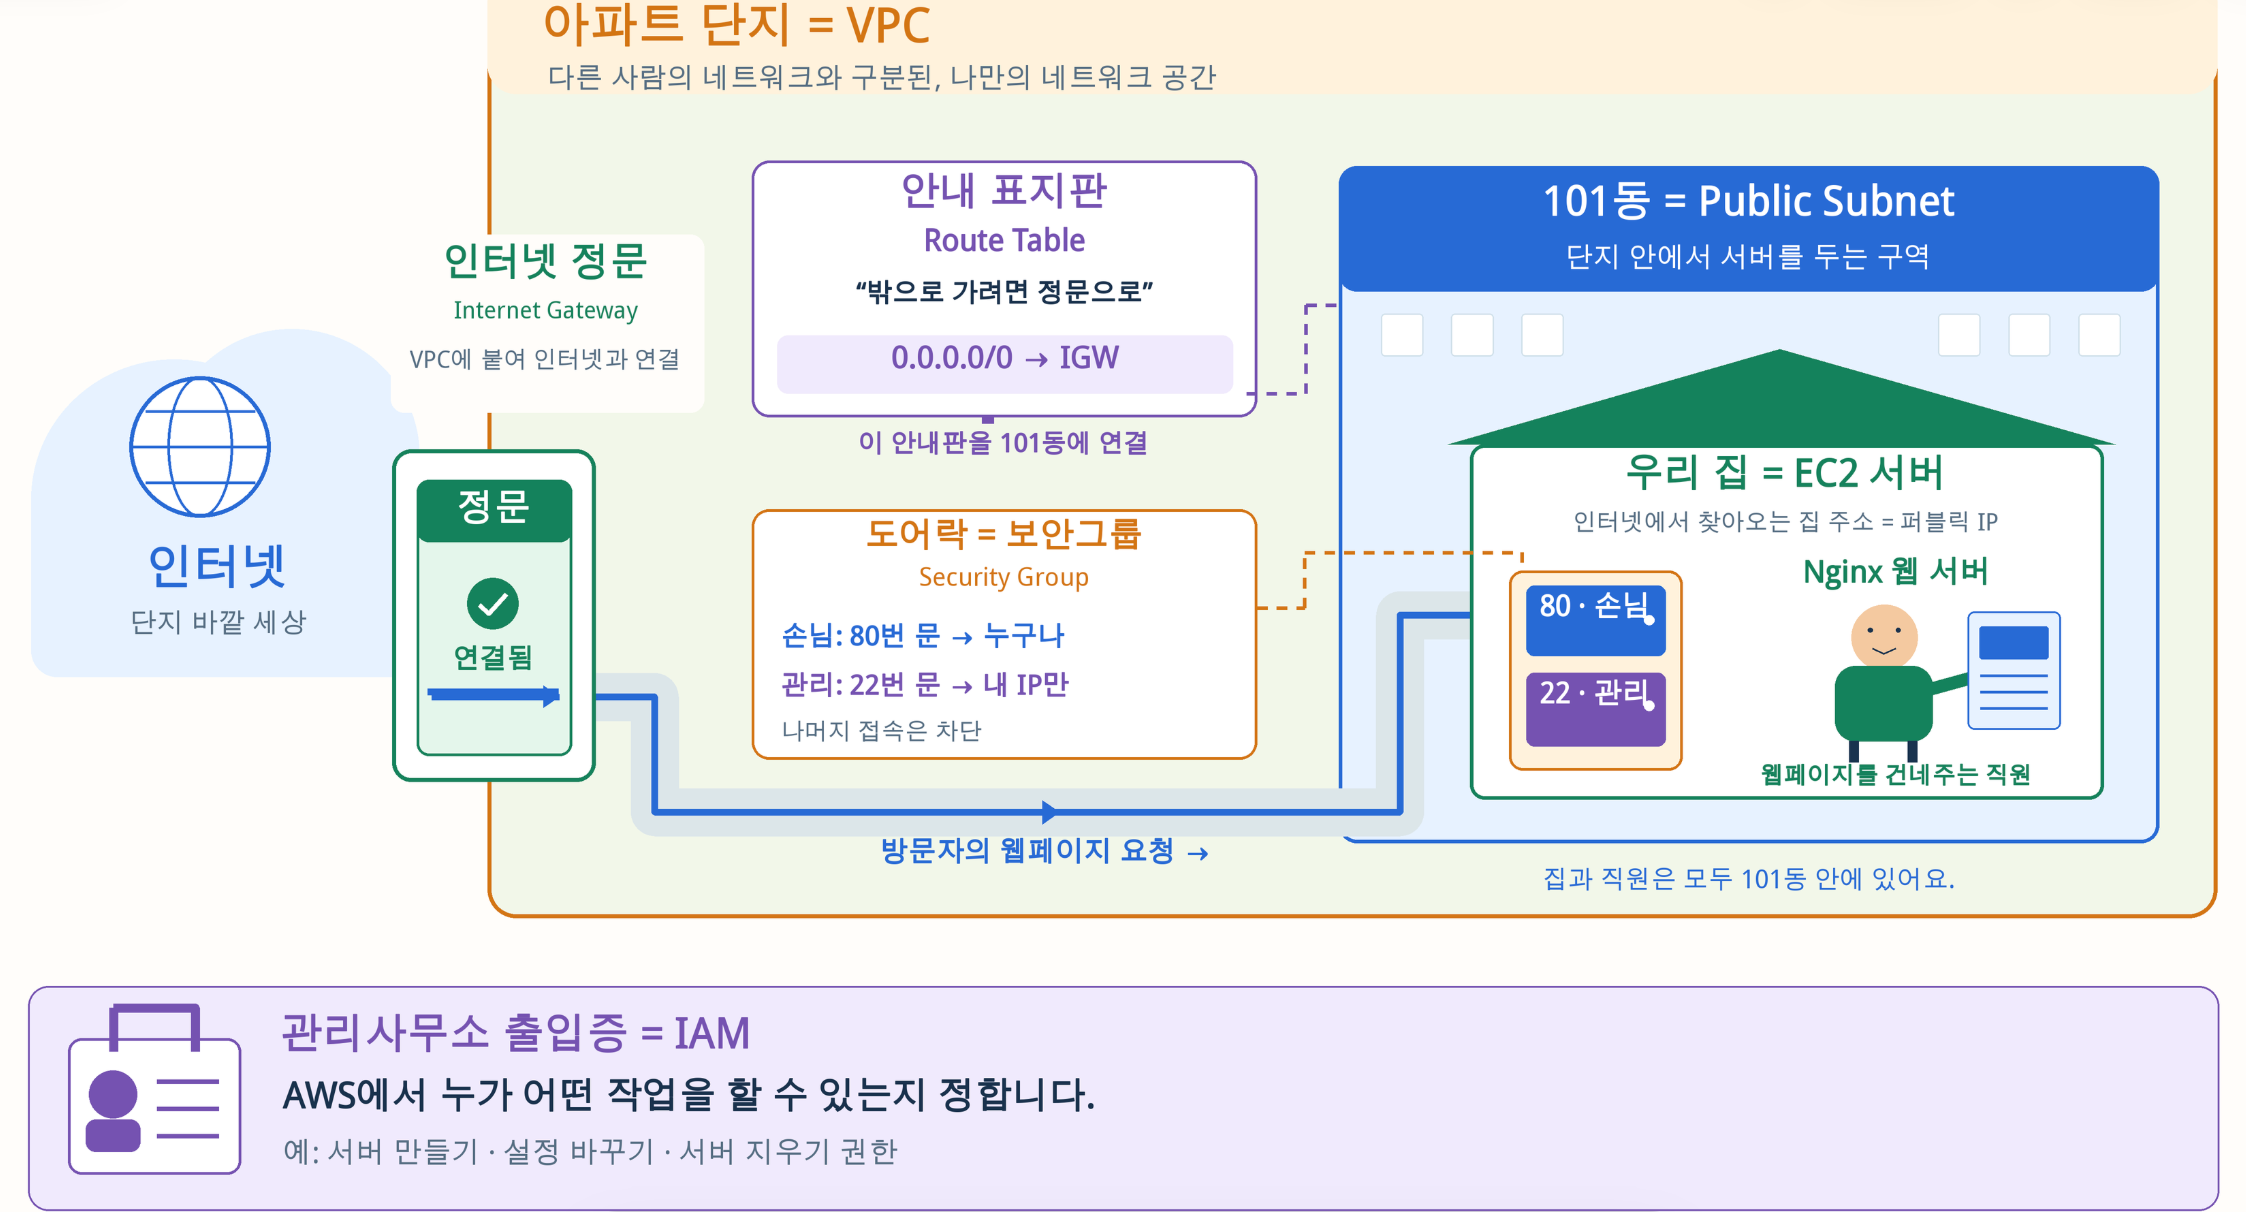 아파트 단지 = VPC
다른 사람의 네트워크와 구분된, 나만의 네트워크 공간
인터넷 정문
Internet Gateway
VPC에 붙여 인터넷과 연결
인터넷
단지 바깥 세상
정문
연결됨
안내 표지판
Route Table
“밖으로 가려면 정문으로”
0.0.0.0/0 → IGW
이 안내판을 101동에 연결
도어락 = 보안그룹
Security Group
손님: 80번 문 → 누구나
관리: 22번 문 → 내 IP만
나머지 접속은 차단
방문자의 웹페이지 요청 →
101동 = Public Subnet
단지 안에서 서버를 두는 구역
우리 집 = EC2 서버
인터넷에서 찾아오는 집 주소 = 퍼블릭 IP
Nginx 웹 서버
80 · 손님
22 · 관리
웹페이지를 건네주는 직원
집과 직원은 모두 101동 안에 있어요.
관리사무소 출입증 = IAM
AWS에서 누가 어떤 작업을 할 수 있는지 정합니다.
예: 서버 만들기 · 설정 바꾸기 · 서버 지우기 권한